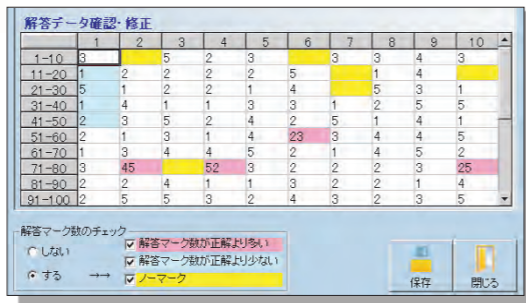 解答データ確認・修正
1 2 3 4 5 6 7 8 9 10
1-10 3 5 2 3 3 3 4 3
11-20 1 2 2 2 2 5 1 4
21-30 5 1 2 2 1 4 5 3 1
31-40 1 4 1 1 3 3 1 2 5 5
41-50 2 3 5 2 4 2 5 1 4 1
51-60 2 1 3 1 4 23 3 4 4 5
61-70 1 3 4 4 5 2 1 4 5 2
71-80 3 45 52 3 2 2 2 3 25
81-90 2 2 4 1 1 3 2 2 1 4
91-100 2 5 5 3 2 4 2 3 3 5
解答マーク数のチェック
しない
する →→
解答マーク数が正解より多い
解答マーク数が正解より少ない
ノーマーク
保存
閉じる